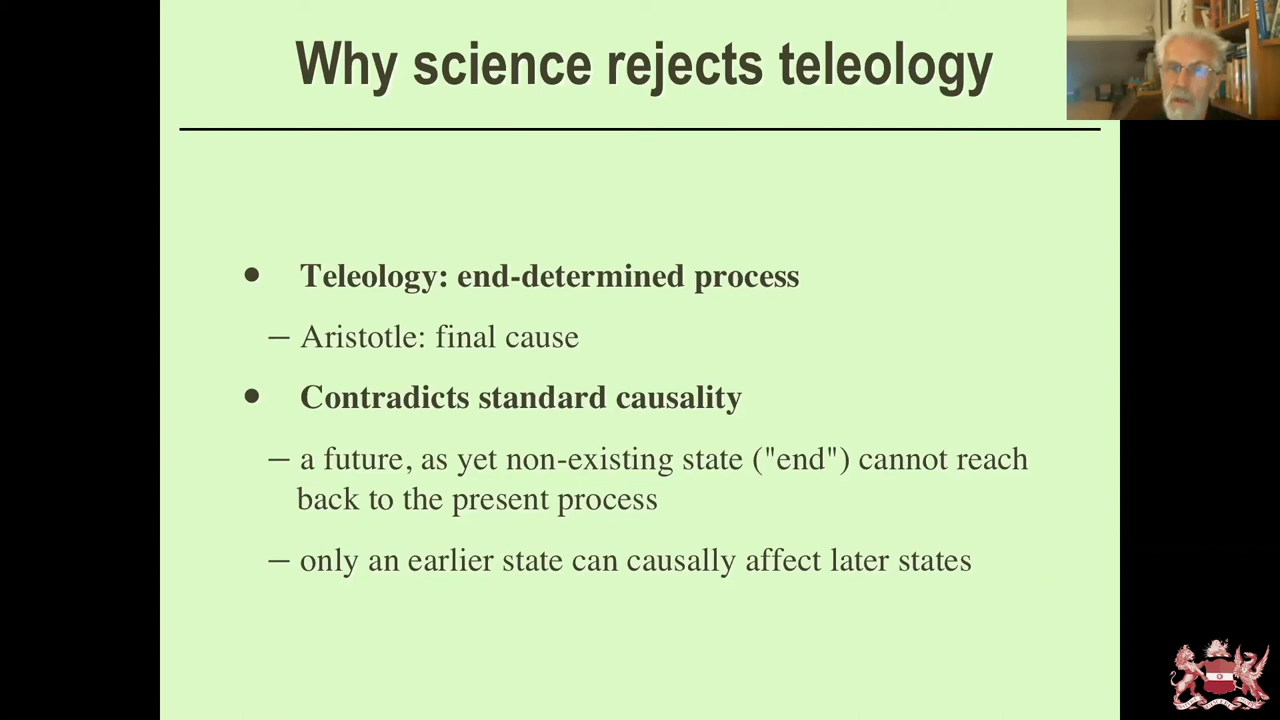 Why science rejects teleology
• Teleology: end-determined process
– Aristotle: final cause
• Contradicts standard causality
– a future, as yet non-existing state ("end") cannot reach
back to the present process
– only an earlier state can causally affect later states